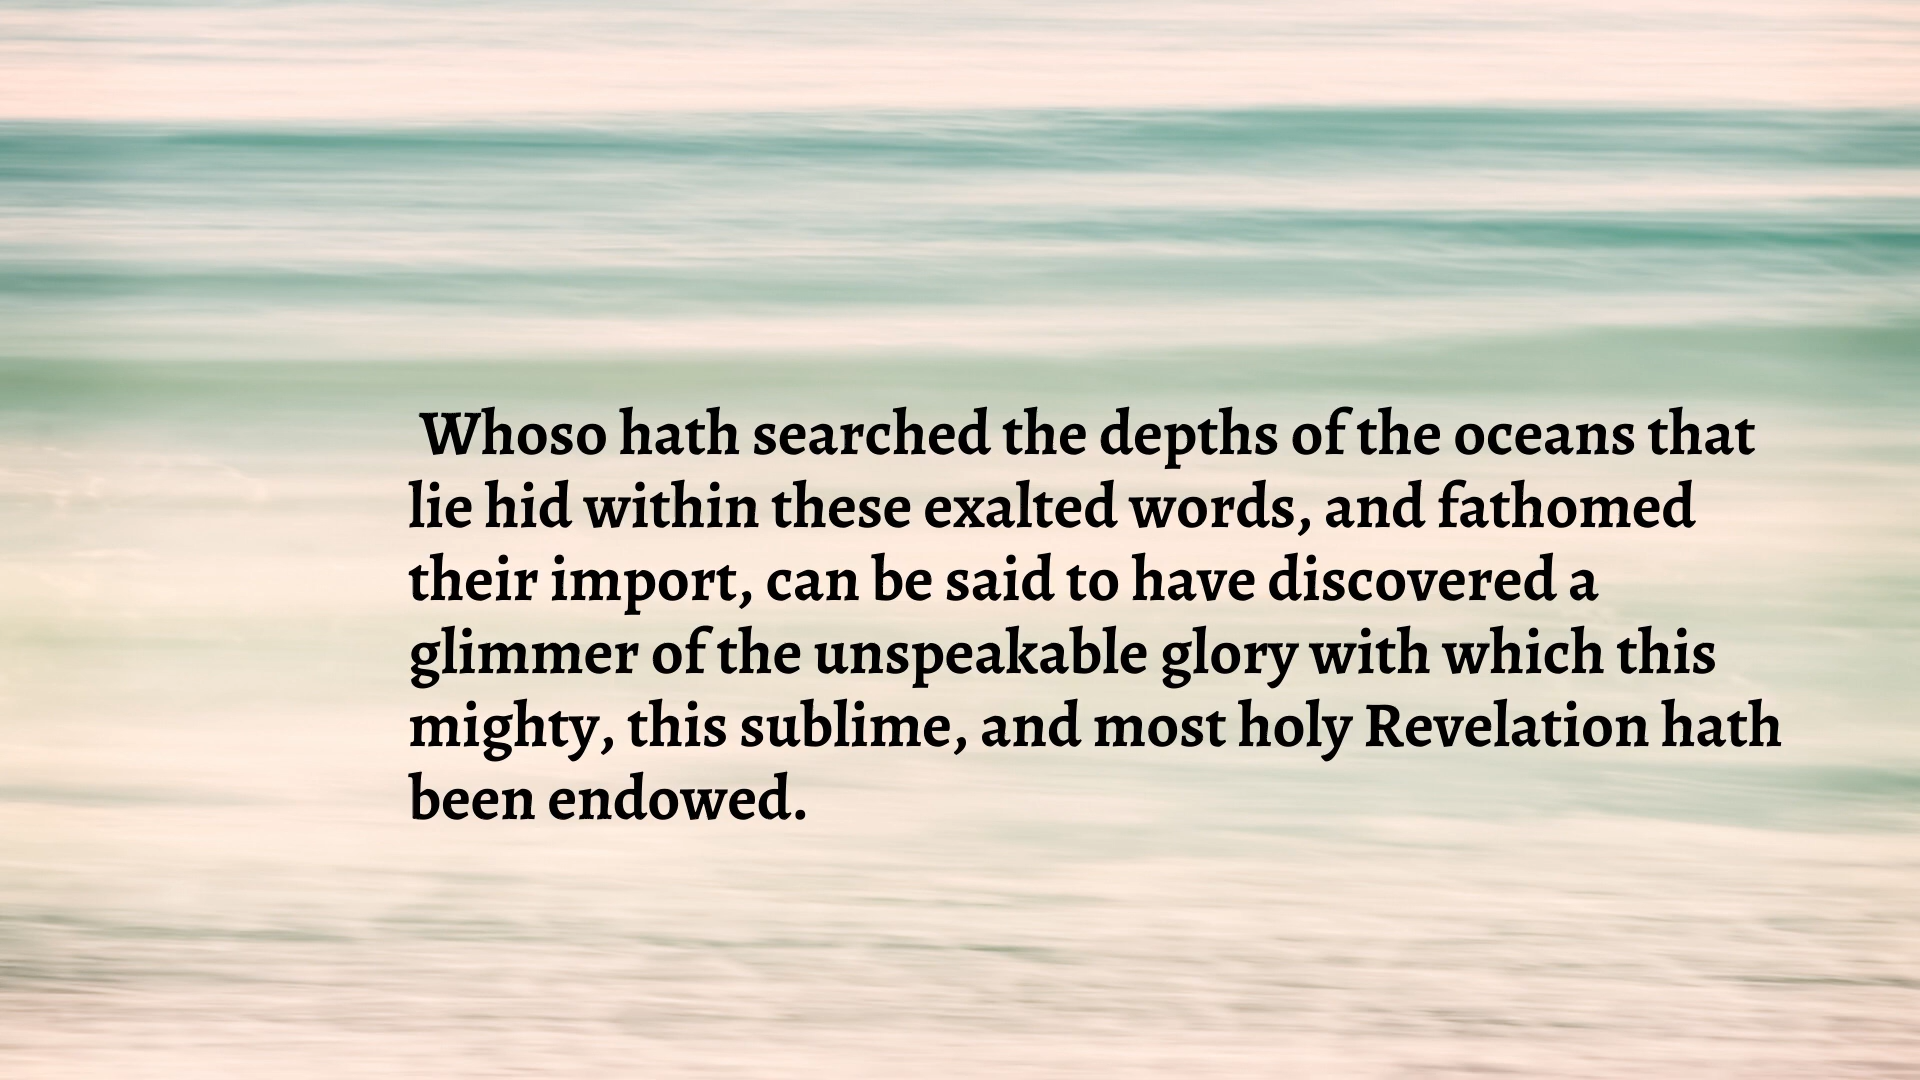 Whoso hath searched the depths of the oceans that
lie hid within these exalted words, and fathomed
their import, can be said to have discovered a
glimmer of the unspeakable glory with which this
mighty, this sublime, and most holy Revelation hath
been endowed.